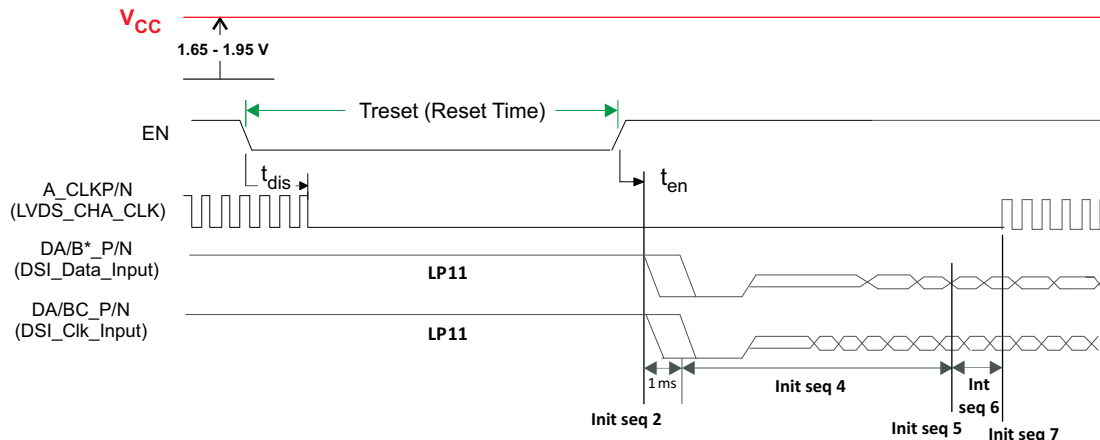 VCC
1.65 - 1.95 V
Treset (Reset Time)
EN
tdis
ten
A_CLKP/N
(LVDS_CHA_CLK)
DA/B*_P/N
(DSI_Data_Input)
LP11
DA/BC_P/N
(DSI_Clk_Input)
LP11
1 ms
Init seq 4
Int
seq 6
Init seq 2
Init seq 5
Init seq 7